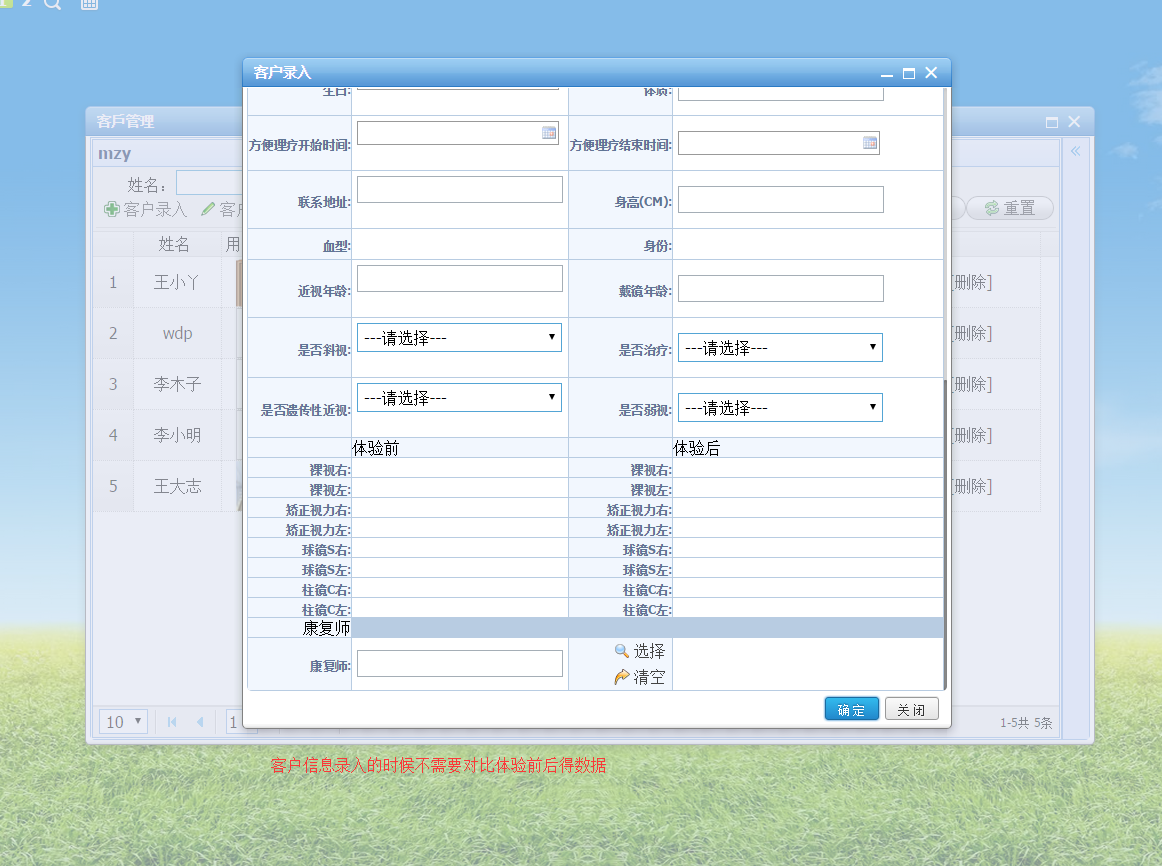 1 2
客户录入
客戶管理
mzy
姓名：
客户录入 客户
重置
姓名 用
1 王小丫 [删除]
2 wdp [删除]
3 李木子 [删除]
4 李小明 [删除]
5 王大志 [删除]
生日: 体质:
方便理疗开始时间: 方便理疗结束时间:
联系地址: 身高(CM):
血型: 身份:
近视年龄: 戴镜年龄:
是否斜视: ---请选择--- 是否治疗: ---请选择---
是否遗传性近视: ---请选择--- 是否弱视: ---请选择---
体验前 体验后
裸视右: 裸视右:
裸视左: 裸视左:
矫正视力右: 矫正视力右:
矫正视力左: 矫正视力左:
球镜S右: 球镜S右:
球镜S左: 球镜S左:
柱镜C右: 柱镜C右:
柱镜C左: 柱镜C左:
康复师
康复师: 选择
清空
确定 关闭
10 1 1-5共 5条
客户信息录入的时候不需要对比体验前后得数据